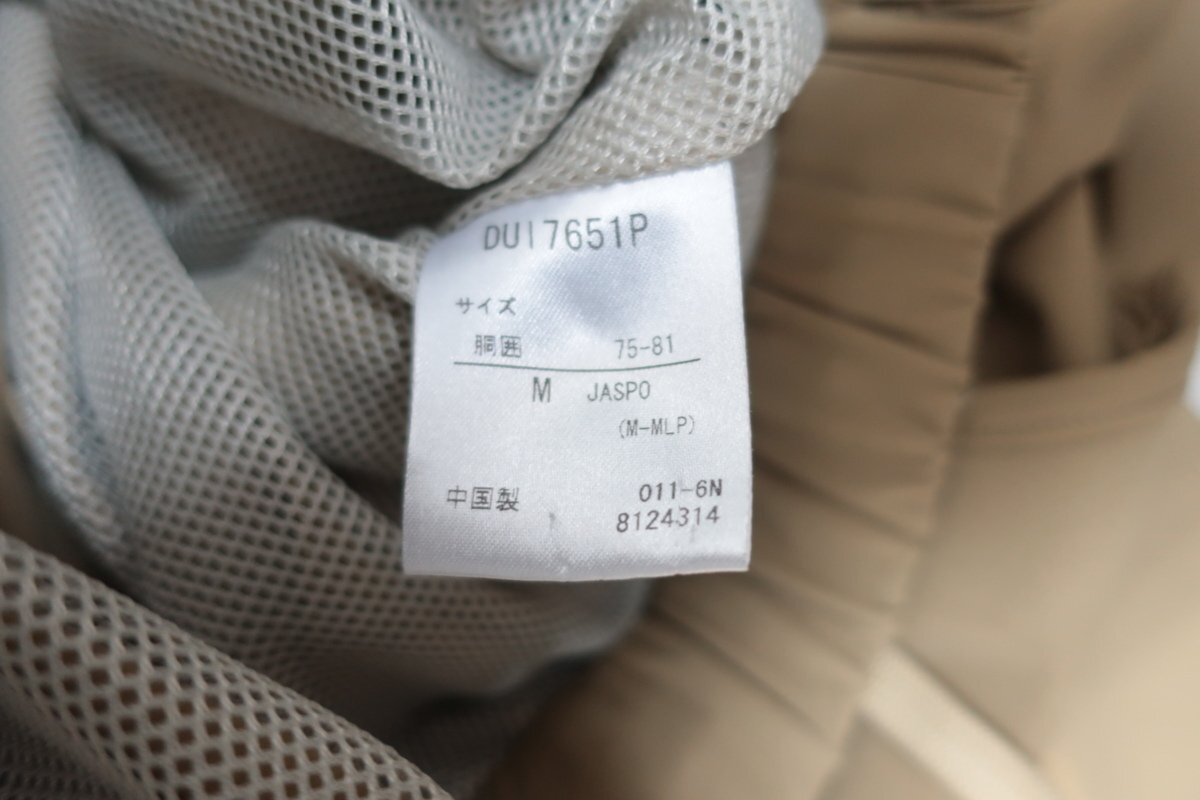 DUI7651P
サイズ
胴囲 75-81
M JASPO
(M-MLP)
中国製 011-6N
8124314